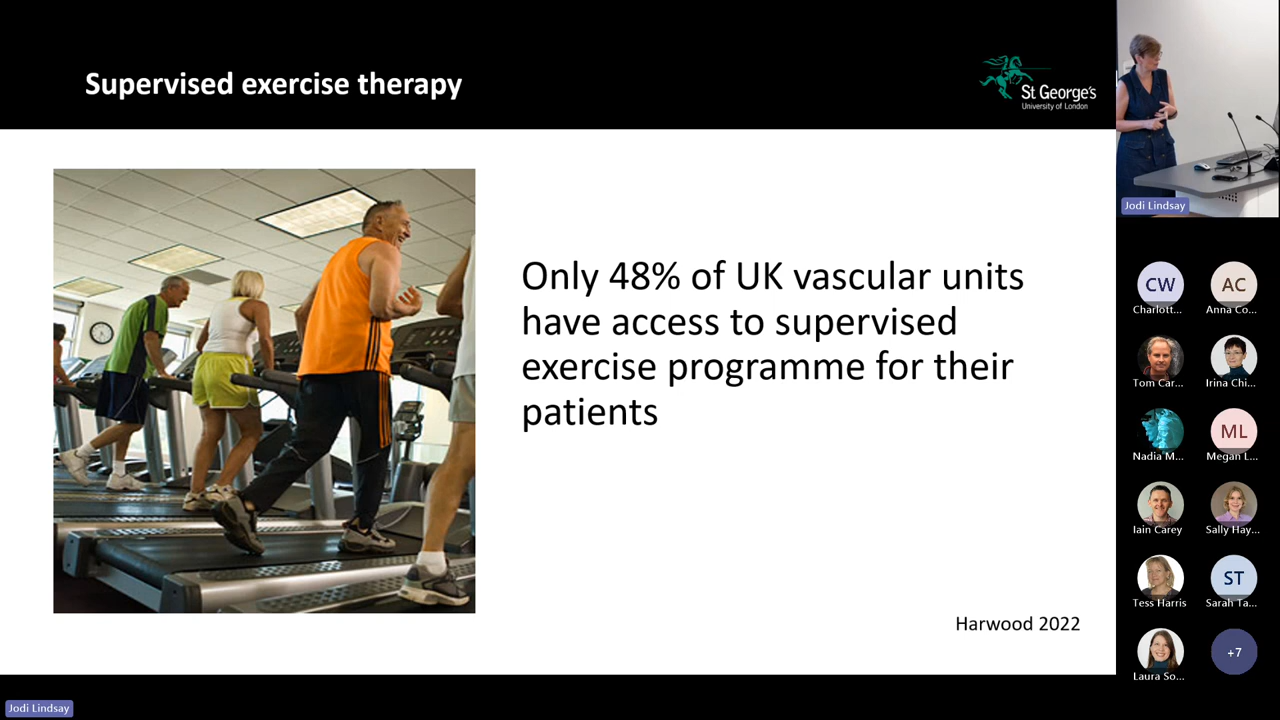 Supervised exercise therapy
St George's
University of London
Only 48% of UK vascular units
have access to supervised
exercise programme for their
patients
Harwood 2022
Jodi Lindsay
Jodi Lindsay
CW
Charlott...
AC
Anna Co...
Tom Car...
Irina Chi...
Nadia M...
ML
Megan L...
Iain Carey
Sally Hay...
Tess Harris
ST
Sarah Ta...
Laura So...
+7